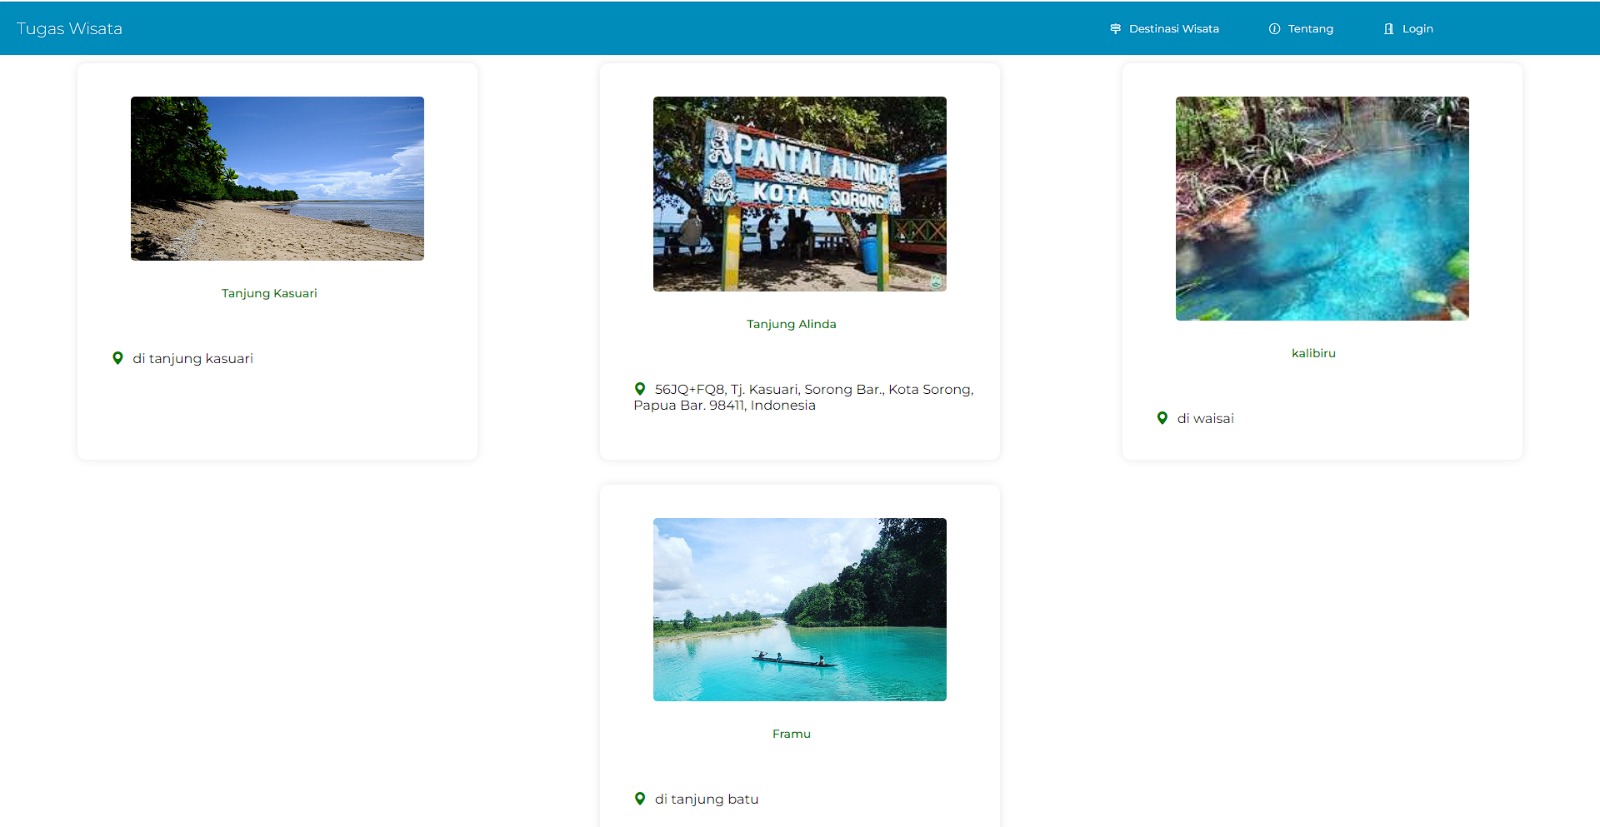 Tugas Wisata
Destinasi Wisata
Tentang
Login
PANTAI ALINDA
KOTA SORONG
Tanjung Kasuari
di tanjung kasuari
Tanjung Alinda
56JQ+FQ8, Tj. Kasuari, Sorong Bar., Kota Sorong,
Papua Bar. 98411, Indonesia
kalibiru
di waisai
Framu
di tanjung batu